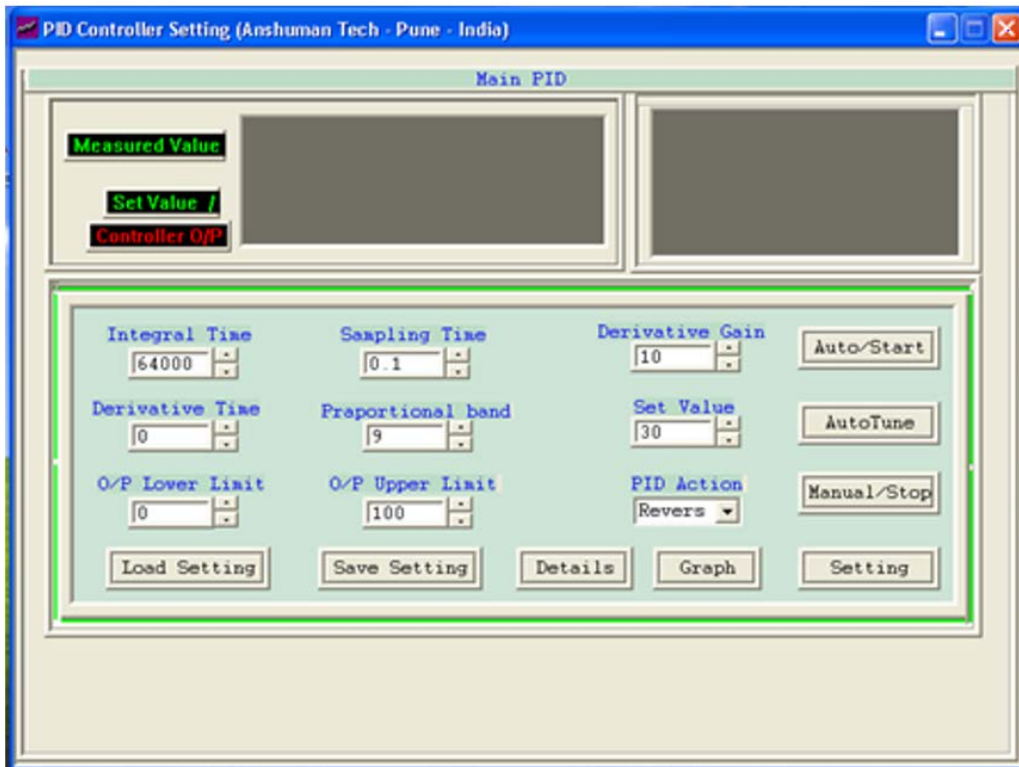 PID Controller Setting (Anshuman Tech - Pune - India)
Main PID
Measured Value
Set Value /
Controller O/P
Integral Time
64000
Sampling Time
0.1
Derivative Gain
10
Auto/Start
Derivative Time
0
Praportional band
9
Set Value
30
AutoTune
O/P Lower Limit
0
O/P Upper Limit
100
PID Action
Revers
Manual/Stop
Load Setting
Save Setting
Details
Graph
Setting